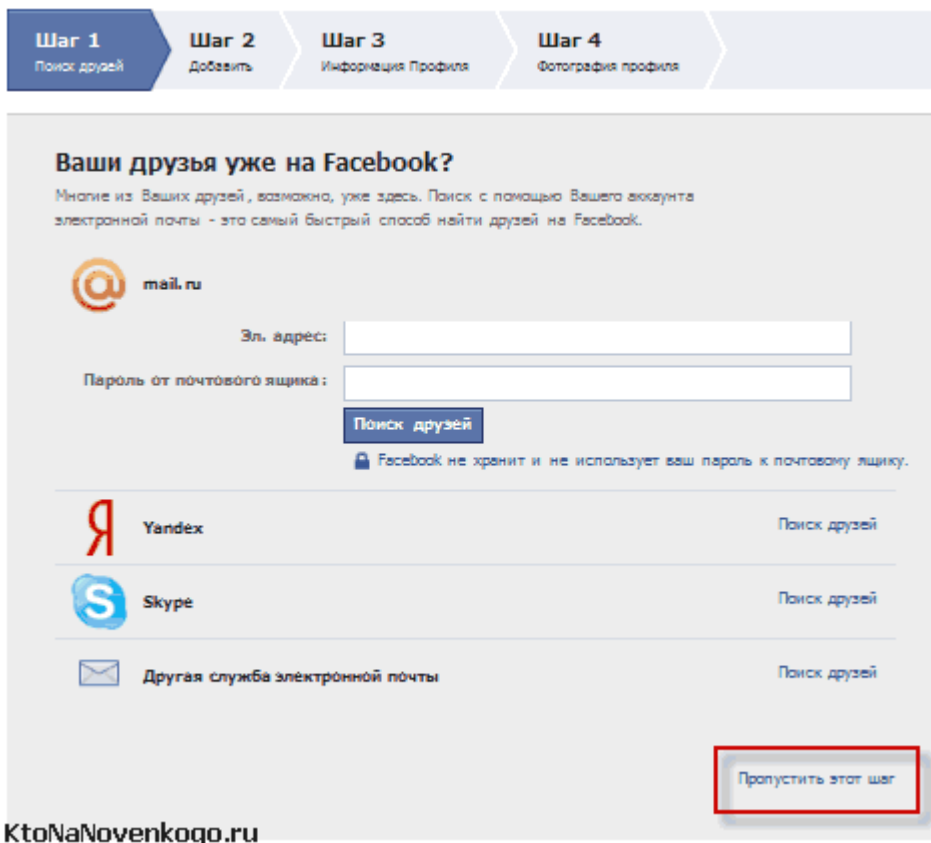 Шаг 1
Поиск друзей
Шаг 2
Добавить
Шаг 3
Информация Профиля
Шаг 4
Фотография профиля
Ваши друзья уже на Facebook?
Многие из Ваших друзей, возможно, уже здесь. Поиск с помощью Вашего аккаунта
электронной почты - это самый быстрый способ найти друзей на Facebook.
mail.ru
Эл. адрес:
Пароль от почтового ящика:
Поиск друзей
Facebook не хранит и не использует ваш пароль к почтовому ящику.
Yandex
Поиск друзей
Skype
Поиск друзей
Другая служба электронной почты
Поиск друзей
Пропустить этот шаг
KtoNaNovenkogo.ru